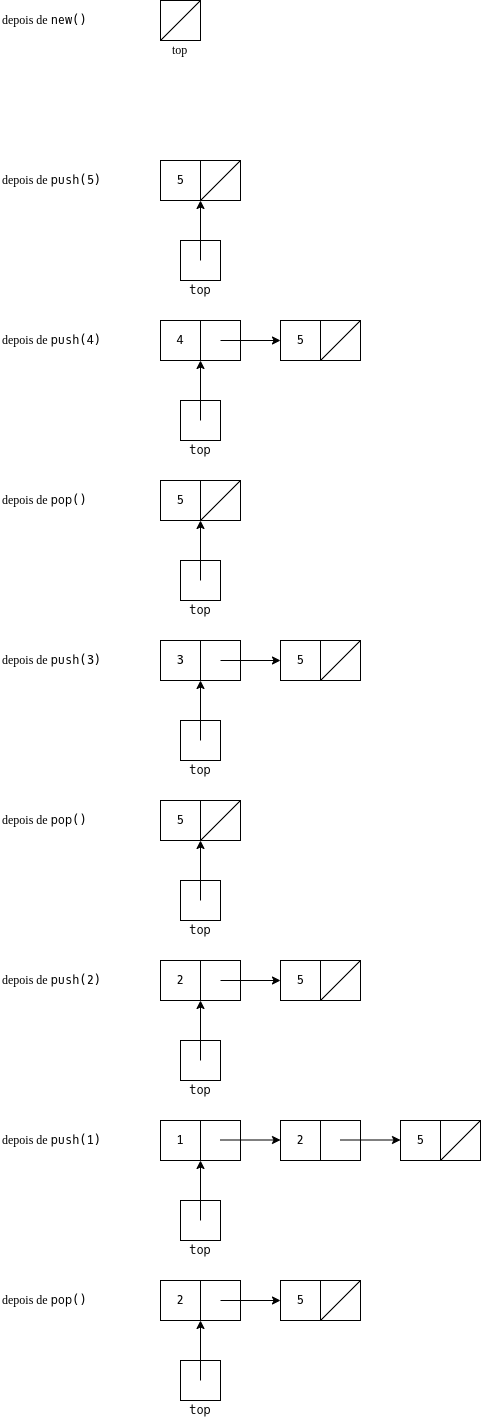 depois de new()
top
depois de push(5)
5
top
depois de push(4)
4 5
top
depois de pop()
5
top
depois de push(3)
3 5
top
depois de pop()
5
top
depois de push(2)
2 5
top
depois de push(1)
1 2 5
top
depois de pop()
2 5
top